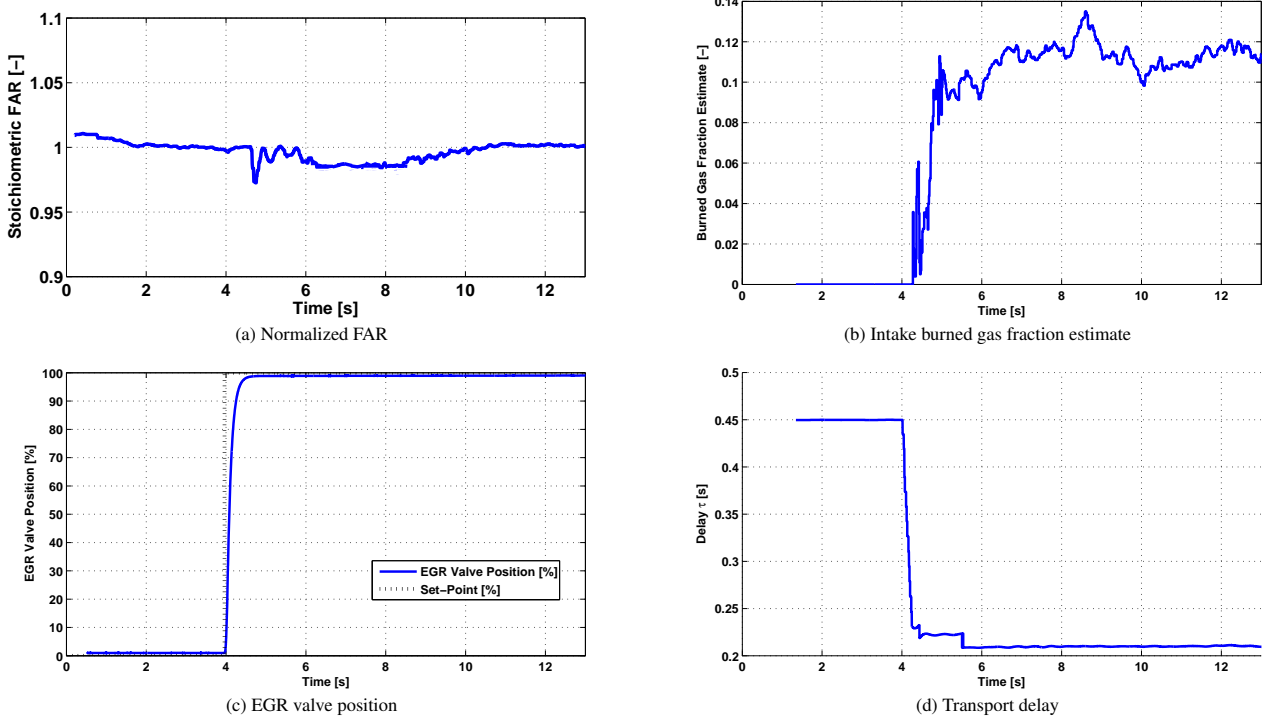 1.1
1.05
1
0.95
0.9
Stoichiometric FAR [−]
0 2 4 6 8 10 12
Time [s]
(a) Normalized FAR
0.14
0.12
0.1
0.08
0.06
0.04
0.02
0
Burned Gas Fraction Estimate [−]
0 2 4 6 8 10 12
Time [s]
(b) Intake burned gas fraction estimate
100
90
80
70
60
50
40
30
20
10
0
EGR Valve Position [%]
EGR Valve Position [%]
Set−Point [%]
0 2 4 6 8 10 12
Time [s]
(c) EGR valve position
0.5
0.45
0.4
0.35
0.3
0.25
0.2
Delay τ [s]
0 2 4 6 8 10 12
Time [s]
(d) Transport delay